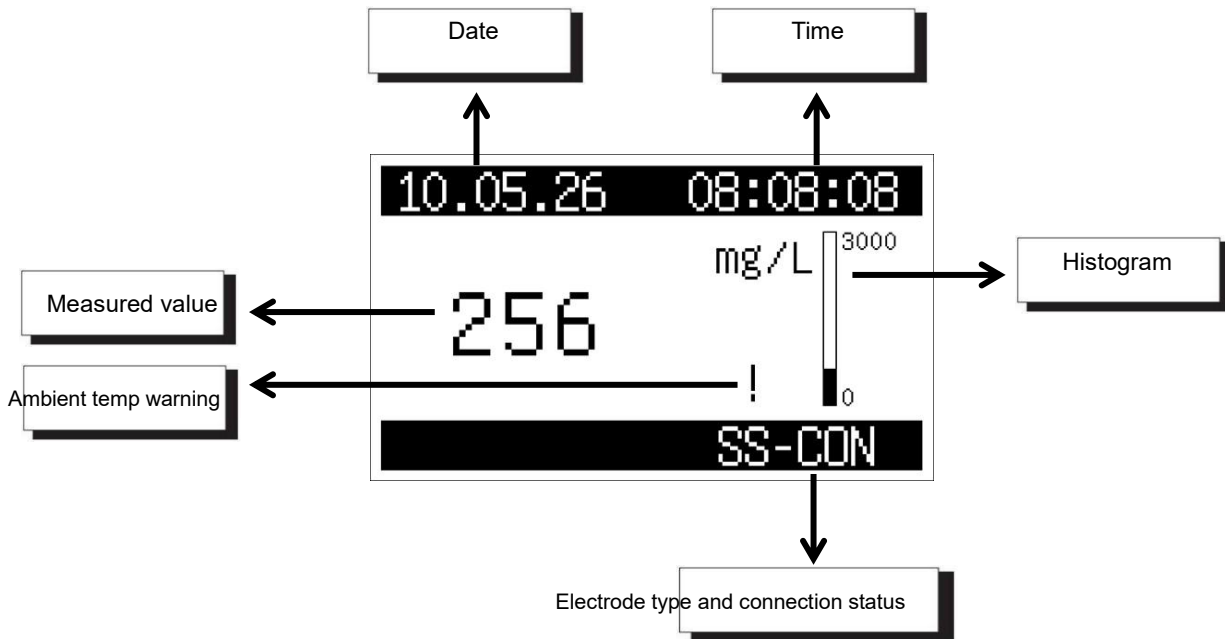 Date
Time
10.05.26 08:08:08
mg/L
3000
Histogram
Measured value
256
Ambient temp warning
!
0
SS-CON
Electrode type and connection status